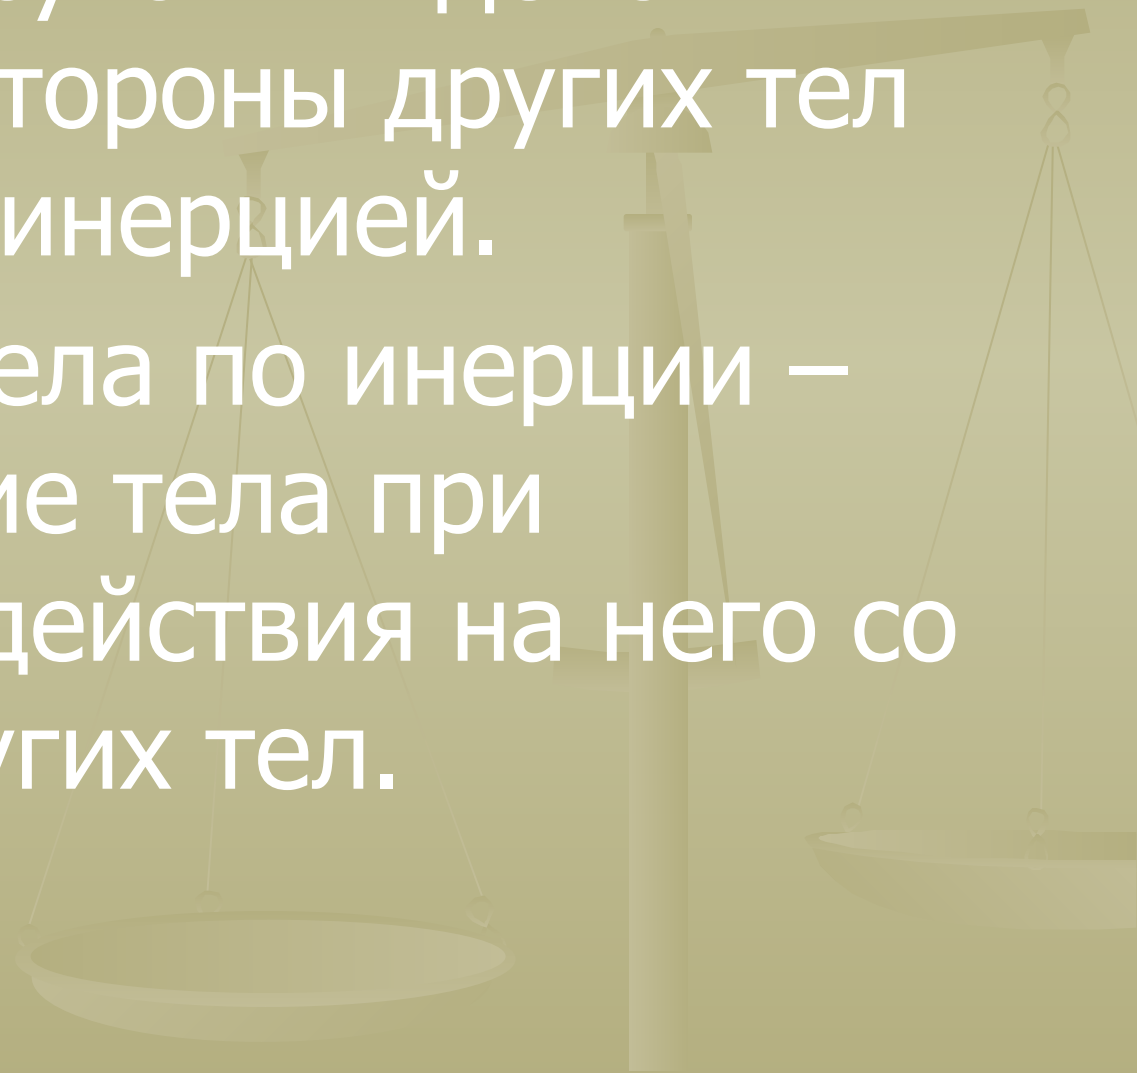 тороны других тел
инерцией.
ела по инерции –
ие тела при
действия на него со
угих тел.